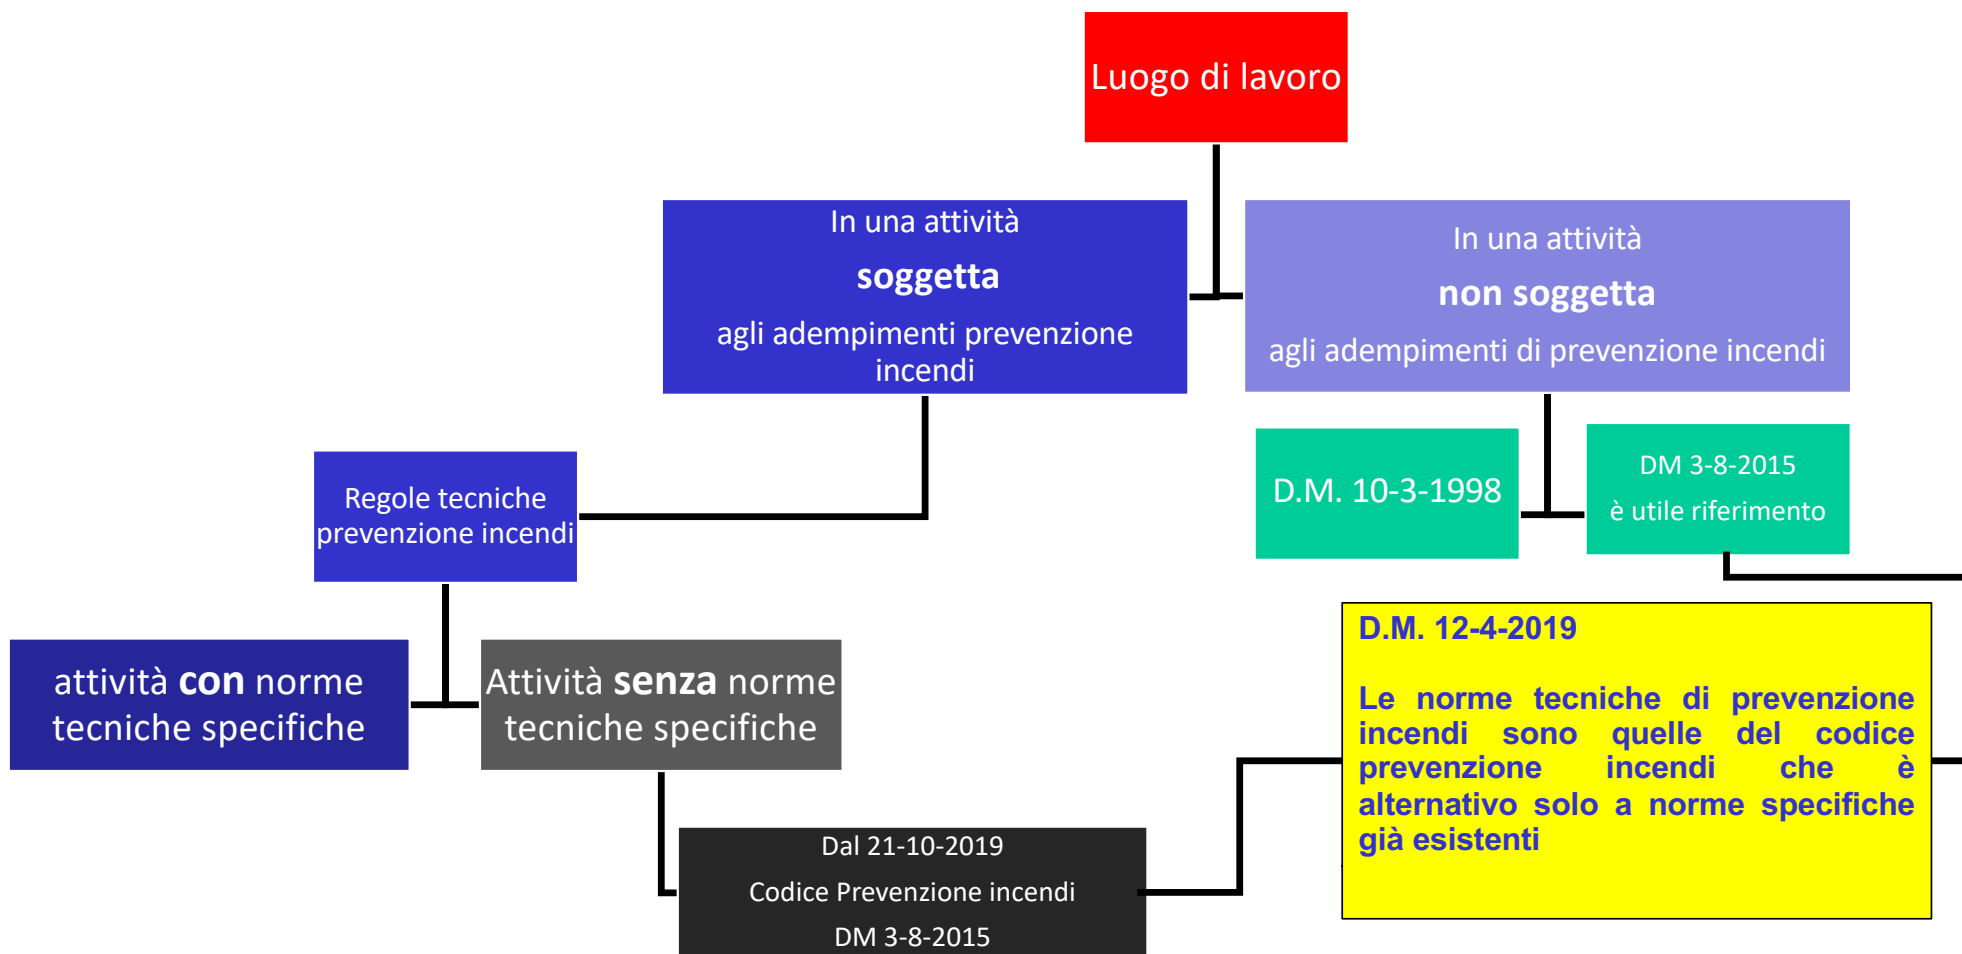 Luogo di lavoro
In una attività
soggetta
agli adempimenti prevenzione
incendi
In una attività
non soggetta
agli adempimenti di prevenzione incendi
Regole tecniche
prevenzione incendi
D.M. 10-3-1998
DM 3-8-2015
è utile riferimento
attività con norme
tecniche specifiche
Attività senza norme
tecniche specifiche
D.M. 12-4-2019
Le norme tecniche di prevenzione
incendi sono quelle del codice
prevenzione incendi che è
alternativo solo a norme specifiche
già esistenti
Dal 21-10-2019
Codice Prevenzione incendi
DM 3-8-2015